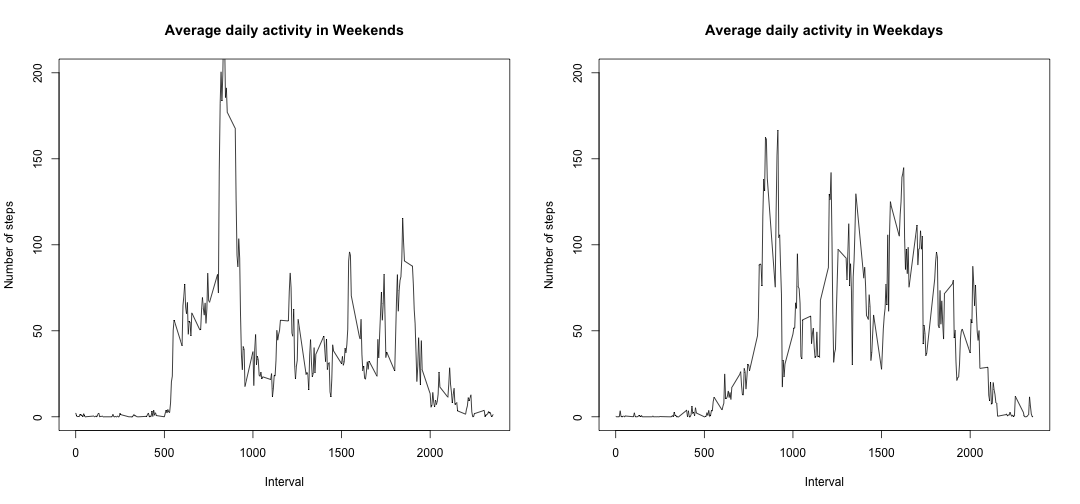 Average daily activity in Weekends
Number of steps
200
150
100
50
0
0 500 1000 1500 2000
Interval
Average daily activity in Weekdays
Number of steps
200
150
100
50
0
0 500 1000 1500 2000
Interval